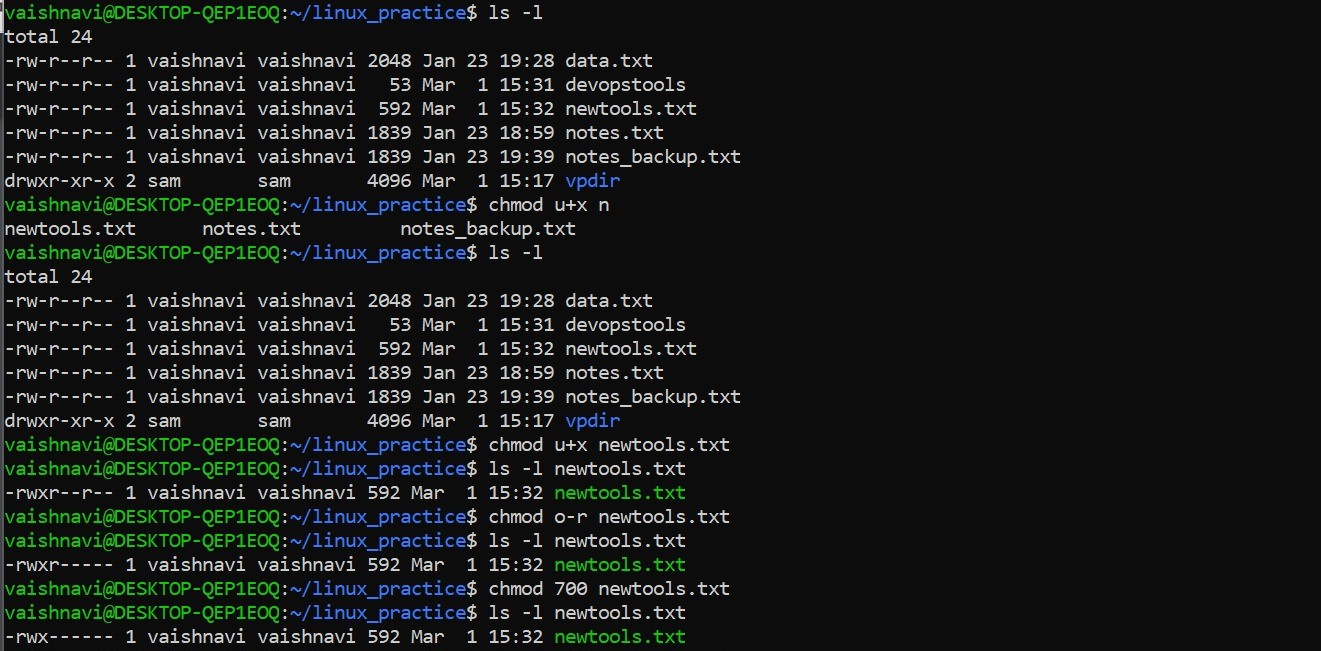 vaishnavi@DESKTOP-QEP1EOQ:~/linux_practice$ ls -l
total 24
-rw-r--r-- 1 vaishnavi vaishnavi 2048 Jan 23 19:28 data.txt
-rw-r--r-- 1 vaishnavi vaishnavi   53 Mar  1 15:31 devopstools
-rw-r--r-- 1 vaishnavi vaishnavi  592 Mar  1 15:32 newtools.txt
-rw-r--r-- 1 vaishnavi vaishnavi 1839 Jan 23 18:59 notes.txt
-rw-r--r-- 1 vaishnavi vaishnavi 1839 Jan 23 19:39 notes_backup.txt
drwxr-xr-x 2 sam       sam       4096 Mar  1 15:17 vpdir
vaishnavi@DESKTOP-QEP1EOQ:~/linux_practice$ chmod u+x n
newtools.txt      notes.txt         notes_backup.txt
vaishnavi@DESKTOP-QEP1EOQ:~/linux_practice$ ls -l
total 24
-rw-r--r-- 1 vaishnavi vaishnavi 2048 Jan 23 19:28 data.txt
-rw-r--r-- 1 vaishnavi vaishnavi   53 Mar  1 15:31 devopstools
-rw-r--r-- 1 vaishnavi vaishnavi  592 Mar  1 15:32 newtools.txt
-rw-r--r-- 1 vaishnavi vaishnavi 1839 Jan 23 18:59 notes.txt
-rw-r--r-- 1 vaishnavi vaishnavi 1839 Jan 23 19:39 notes_backup.txt
drwxr-xr-x 2 sam       sam       4096 Mar  1 15:17 vpdir
vaishnavi@DESKTOP-QEP1EOQ:~/linux_practice$ chmod u+x newtools.txt
vaishnavi@DESKTOP-QEP1EOQ:~/linux_practice$ ls -l newtools.txt
-rwxr--r-- 1 vaishnavi vaishnavi 592 Mar  1 15:32 newtools.txt
vaishnavi@DESKTOP-QEP1EOQ:~/linux_practice$ chmod o-r newtools.txt
vaishnavi@DESKTOP-QEP1EOQ:~/linux_practice$ ls -l newtools.txt
-rwxr----- 1 vaishnavi vaishnavi 592 Mar  1 15:32 newtools.txt
vaishnavi@DESKTOP-QEP1EOQ:~/linux_practice$ chmod 700 newtools.txt
vaishnavi@DESKTOP-QEP1EOQ:~/linux_practice$ ls -l newtools.txt
-rwx------ 1 vaishnavi vaishnavi 592 Mar  1 15:32 newtools.txt